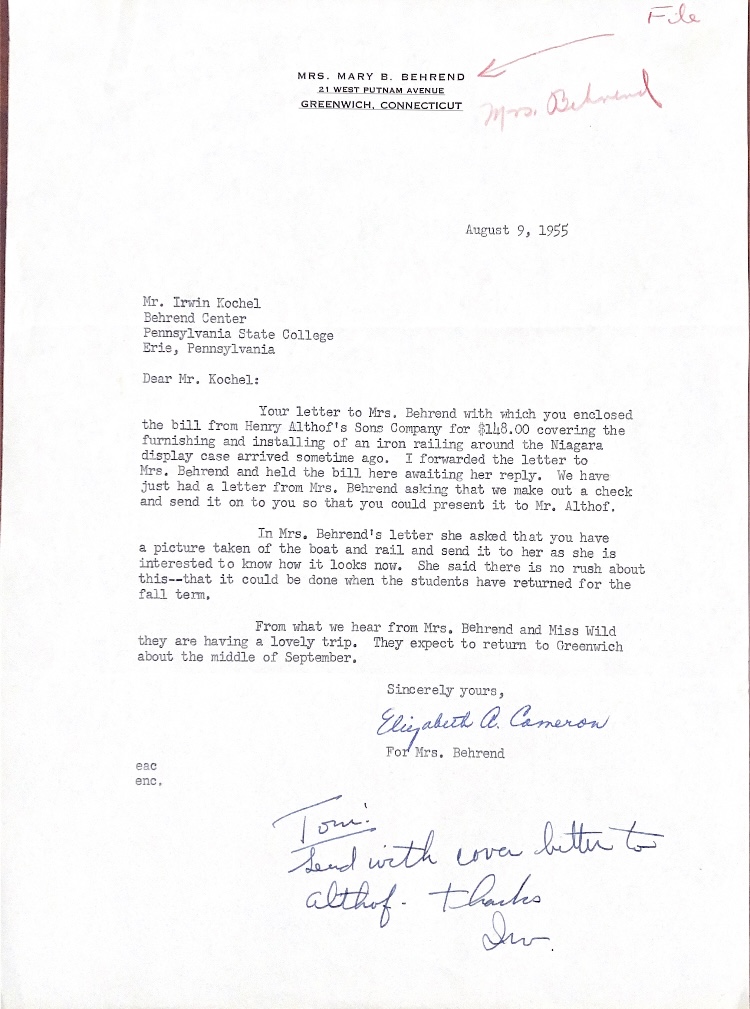 File
MRS. MARY B. BEHREND
21 WEST PUTNAM AVENUE
GREENWICH, CONNECTICUT
Mrs. Behrend
August 9, 1955
Mr. Irwin Kochel
Behrend Center
Pennsylvania State College
Erie, Pennsylvania
Dear Mr. Kochel:
Your letter to Mrs. Behrend with which you enclosed
the bill from Henry Althof's Sons Company for $148.00 covering the
furnishing and installing of an iron railing around the Niagara
display case arrived sometime ago. I forwarded the letter to
Mrs. Behrend and held the bill here awaiting her reply. We have
just had a letter from Mrs. Behrend asking that we make out a check
and send it on to you so that you could present it to Mr. Althof.
In Mrs. Behrend's letter she asked that you have
a picture taken of the boat and rail and send it to her as she is
interested to know how it looks now. She said there is no rush about
this--that it could be done when the students have returned for the
fall term.
From what we hear from Mrs. Behrend and Miss Wild
they are having a lovely trip. They expect to return to Greenwich
about the middle of September.
Sincerely yours,
Elizabeth A. Cameron
For Mrs. Behrend
eac
enc.
Tom:
Send with cover letter to
Althof. Thanks
Irv.